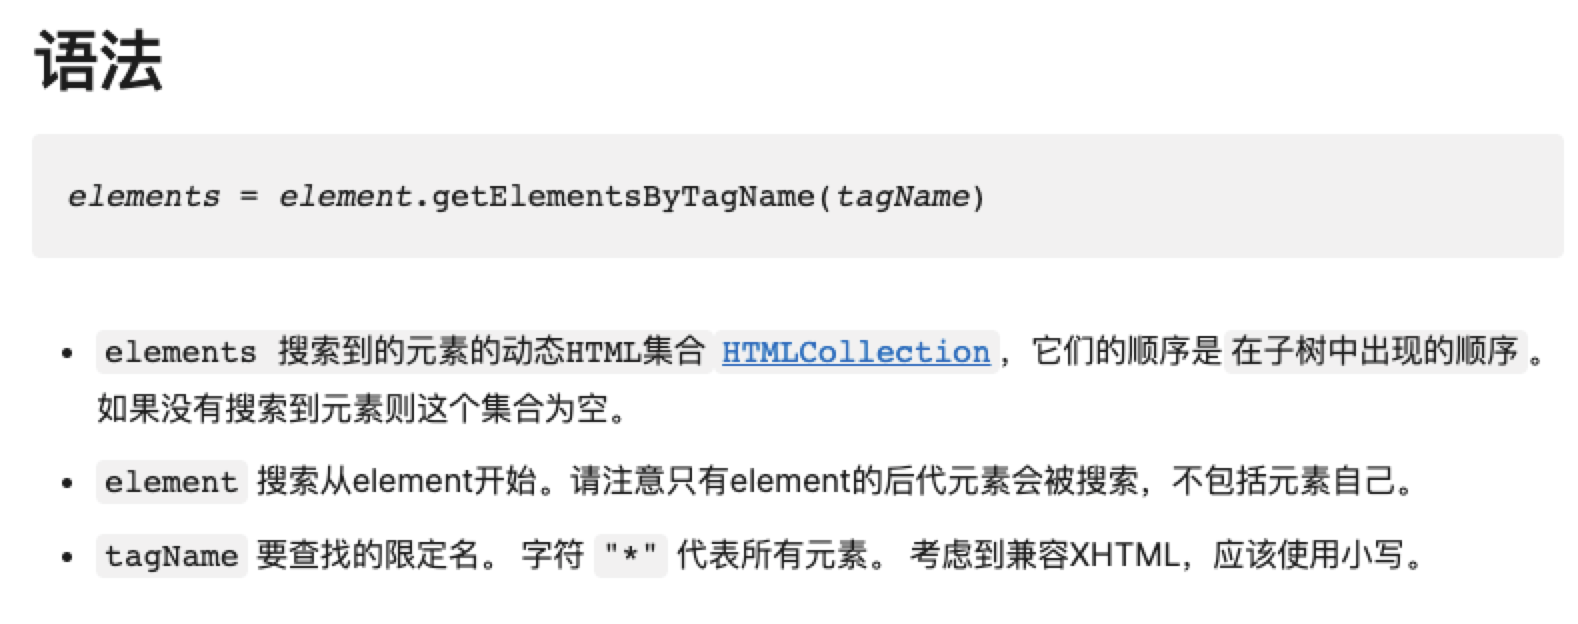 语法
elements = element.getElementsByTagName(tagName)
• elements 搜索到的元素的动态HTML集合 HTMLCollection，它们的顺序是在子树中出现的顺序。
如果没有搜索到元素则这个集合为空。
• element 搜索从element开始。请注意只有element的后代元素会被搜索，不包括元素自己。
• tagName 要查找的限定名。 字符 "*" 代表所有元素。 考虑到兼容XHTML，应该使用小写。